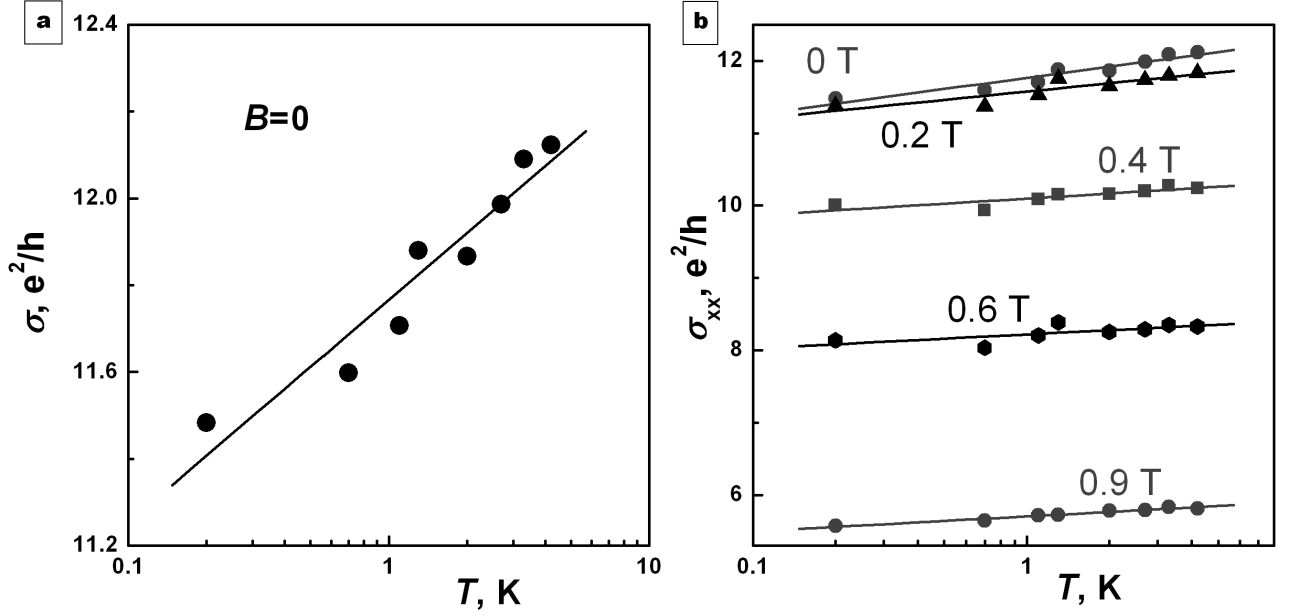 a
12.4
12.0
11.6
11.2
σ, e²/h
B=0
0.1
1
10
T, K
b
12
10
8
6
σxx, e²/h
0 T
0.2 T
0.4 T
0.6 T
0.9 T
0.1
1
T, K